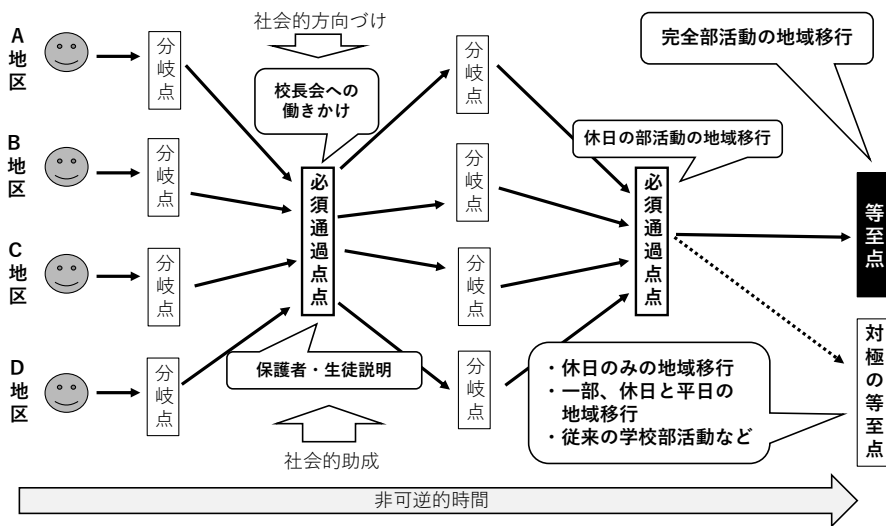 社会的方向づけ
完全部活動の地域移行
A地区
分岐点
校長会への
働きかけ
分岐点
休日の部活動の地域移行
B地区
分岐点
必須通過点点
分岐点
必須通過点点
等至点
C地区
分岐点
分岐点
D地区
分岐点
保護者・生徒説明
分岐点
・休日のみの地域移行
・一部、休日と平日の
地域移行
・従来の学校部活動など
対極の等至点
社会的助成
非可逆的時間